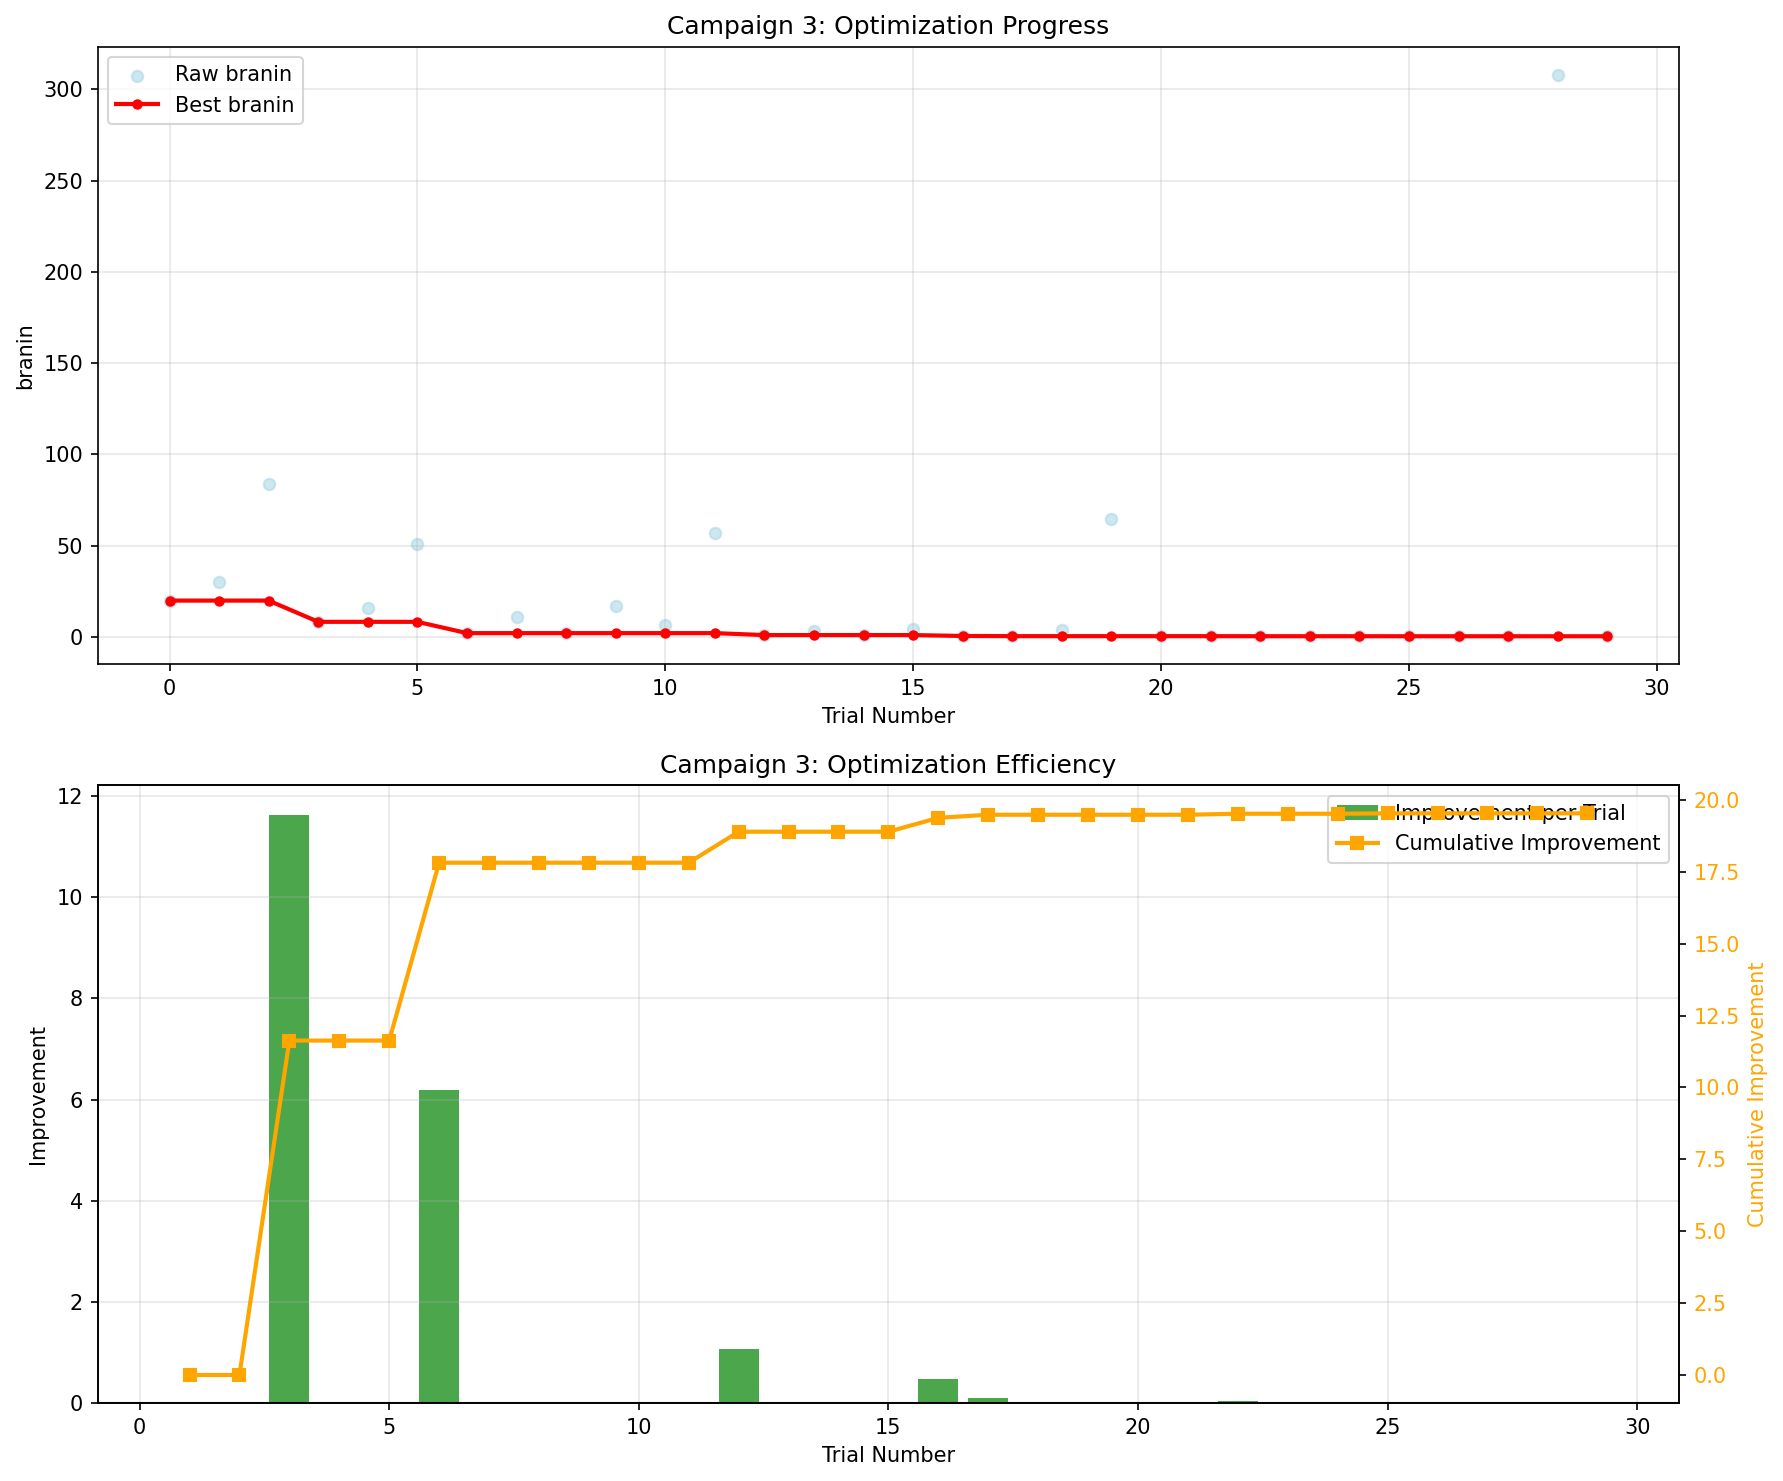 Campaign 3: Optimization Progress
Raw branin
Best branin
300
250
200
150
100
50
0
branin
0 5 10 15 20 25 30
Trial Number
Campaign 3: Optimization Efficiency
Improvement per Trial
Cumulative Improvement
12
10
8
6
4
2
0
Improvement
20.0
17.5
15.0
12.5
10.0
7.5
5.0
2.5
0.0
Cumulative Improvement
0 5 10 15 20 25 30
Trial Number